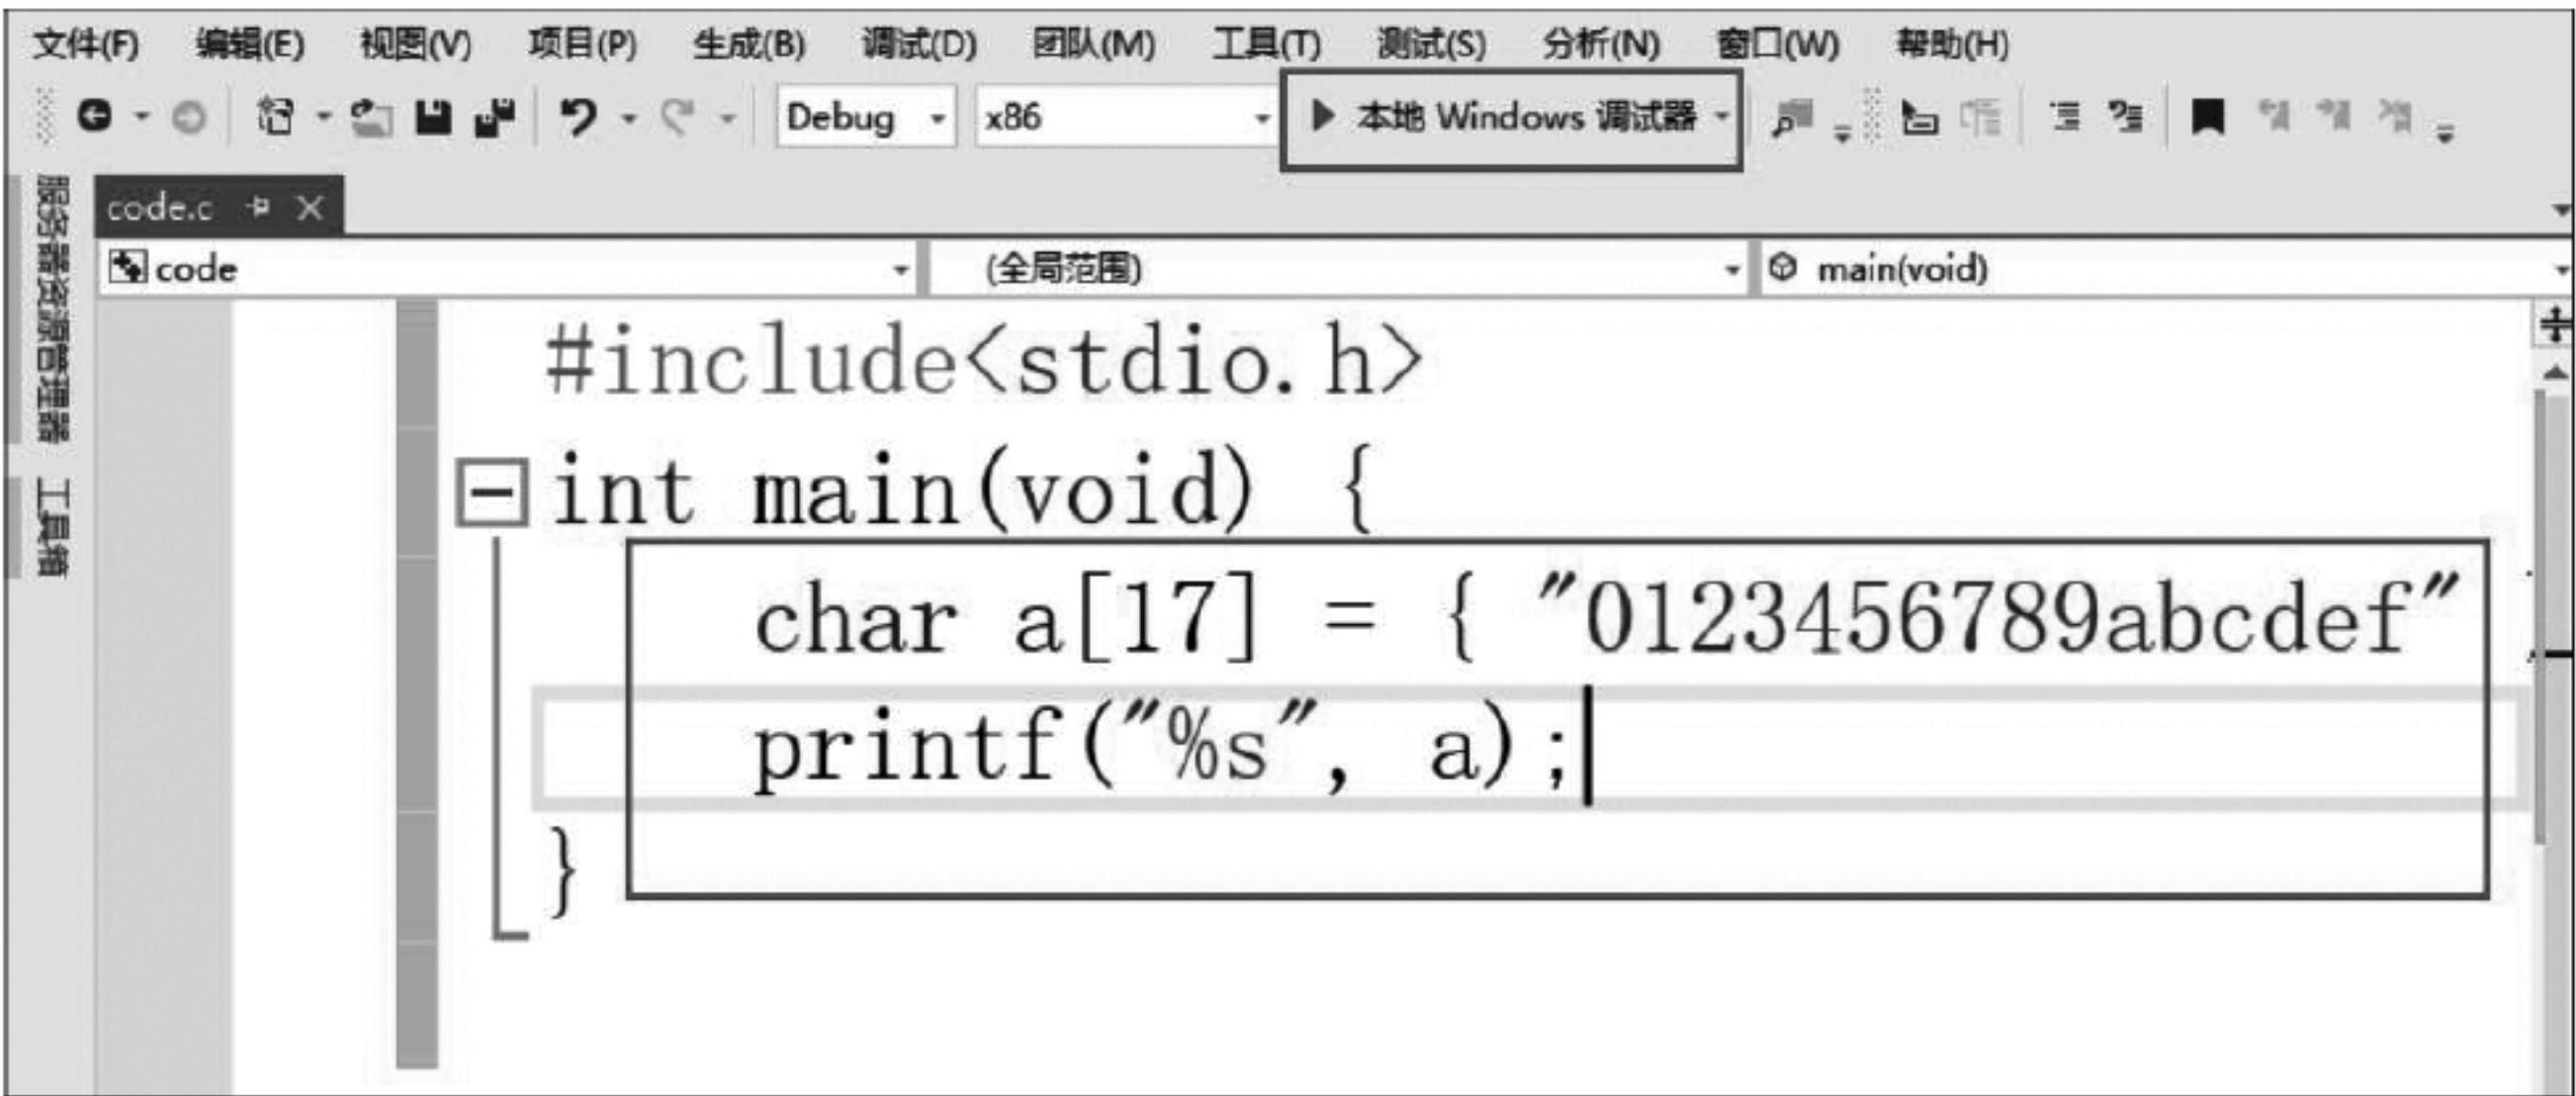 文件(F) 编辑(E) 视图(V) 项目(P) 生成(B) 调试(D) 团队(M) 工具(T) 测试(S) 分析(N) 窗口(W) 帮助(H)
Debug x86 本地 Windows 调试器
服务器资源管理器 工具箱
code.c
code (全局范围) main(void)
#include<stdio.h>
int main(void) {
char a[17] = { "0123456789abcdef"
printf("%s", a);
}